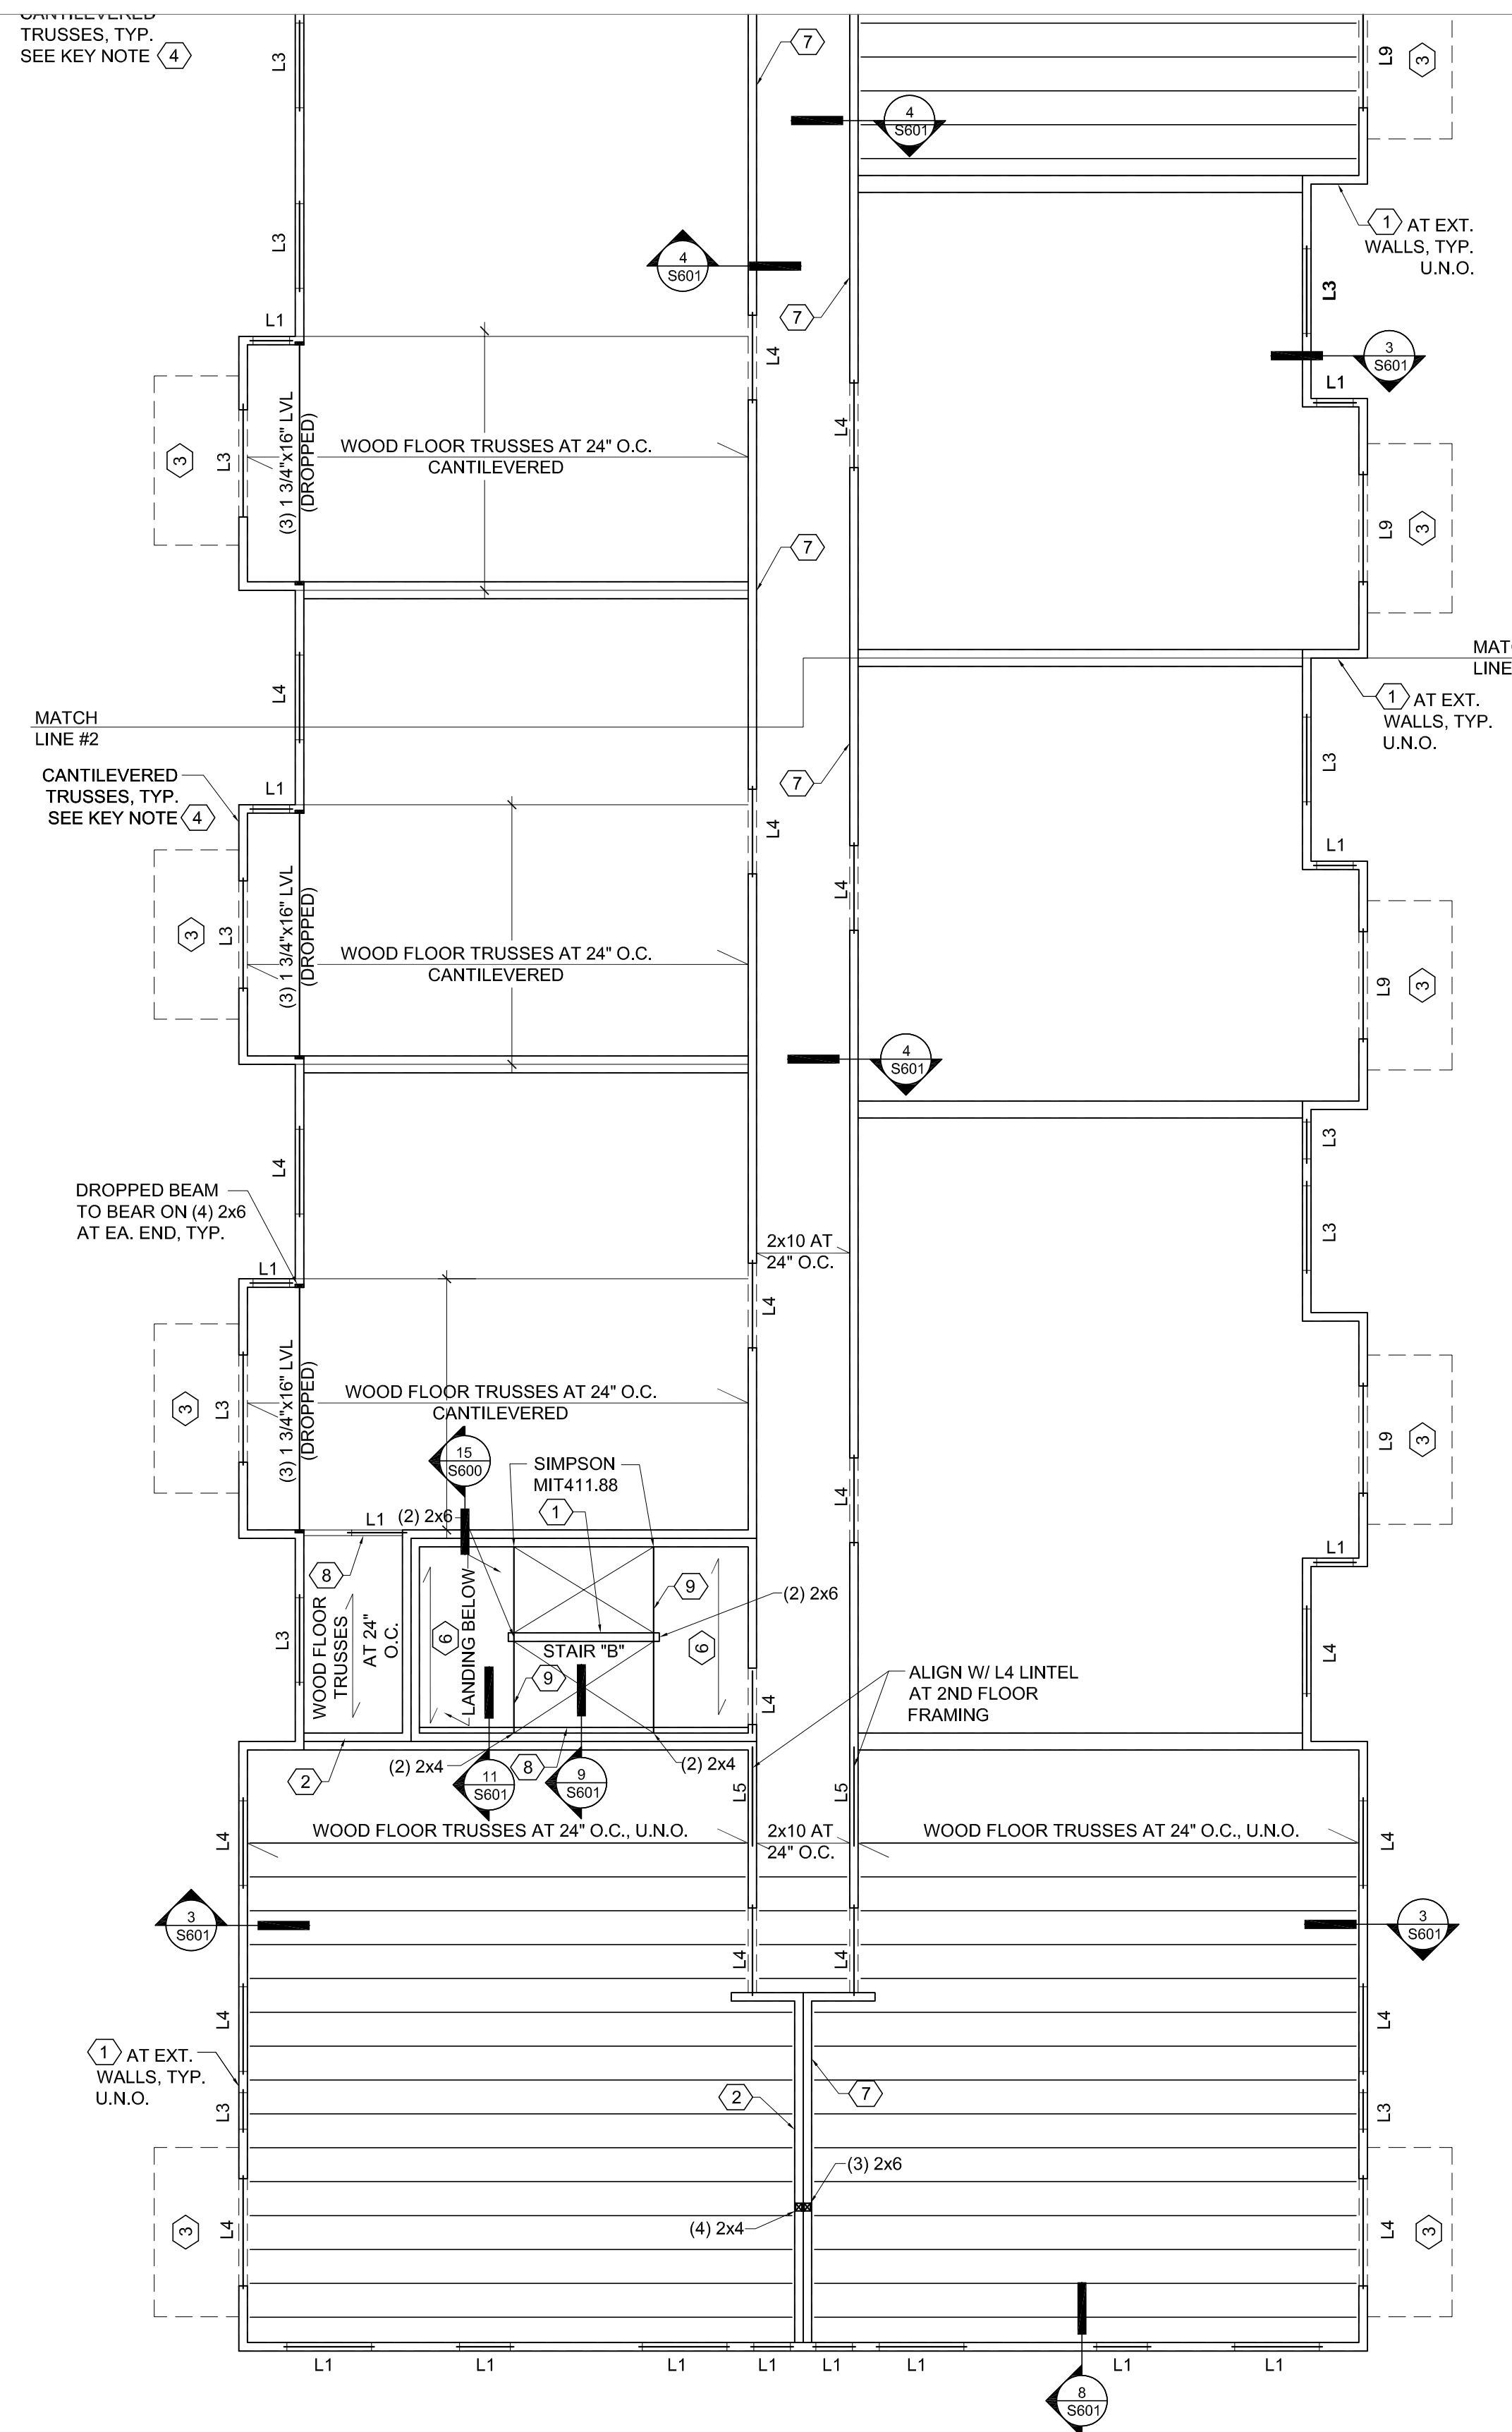 CANTILEVERED
TRUSSES, TYP.
SEE KEY NOTE 4
L3
7
L9
3
4
S601
1 AT EXT.
WALLS, TYP.
U.N.O.
L3
4
S601
7
L3
3
S601
L1
L4
L1
L4
3
L3
(3) 1 3/4"x16" LVL
(DROPPED)
WOOD FLOOR TRUSSES AT 24" O.C.
CANTILEVERED
L9
3
7
MATCH
LINE #2
MAT
LINE
L4
1 AT EXT.
WALLS, TYP.
U.N.O.
7
L3
CANTILEVERED
TRUSSES, TYP.
SEE KEY NOTE 4
L1
L4
L4
L1
3
L3
(3) 1 3/4"x16" LVL
(DROPPED)
WOOD FLOOR TRUSSES AT 24" O.C.
CANTILEVERED
L9
3
4
S601
L4
L3
L3
DROPPED BEAM
TO BEAR ON (4) 2x6
AT EA. END, TYP.
2x10 AT
24" O.C.
L1
L4
3
L3
(3) 1 3/4"x16" LVL
(DROPPED)
WOOD FLOOR TRUSSES AT 24" O.C.
CANTILEVERED
L9
3
15
S600
SIMPSON
MIT411.88
L4
L1
(2) 2x6
1
L1
8
9
(2) 2x6
L3
WOOD FLOOR
TRUSSES
AT 24"
O.C.
6
LANDING BELOW
STAIR "B"
6
9
L4
L4
ALIGN W/ L4 LINTEL
AT 2ND FLOOR
FRAMING
2
(2) 2x4
8
(2) 2x4
11
S601
9
S601
L5
L5
L4
WOOD FLOOR TRUSSES AT 24" O.C., U.N.O.
2x10 AT
24" O.C.
WOOD FLOOR TRUSSES AT 24" O.C., U.N.O.
L4
3
S601
3
S601
L4
L4
L4
L4
1 AT EXT.
WALLS, TYP.
U.N.O.
2
7
L3
L3
(3) 2x6
(4) 2x4
3
L4
L4
3
L1
L1
L1
L1
L1
L1
L1
L1
8
S601